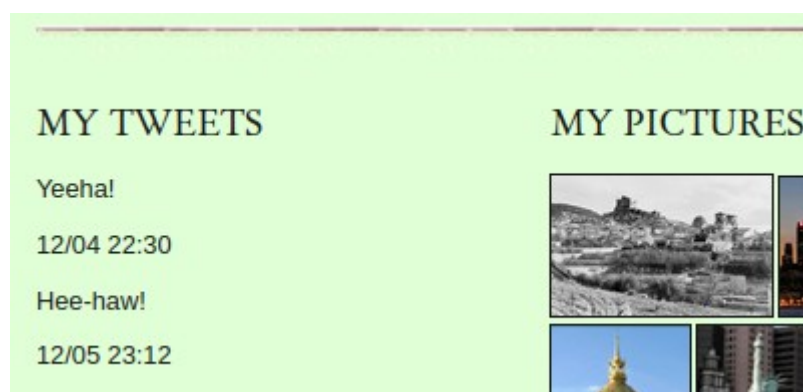 MY TWEETS
Yeeha!
12/04 22:30
Hee-haw!
12/05 23:12
MY PICTURES